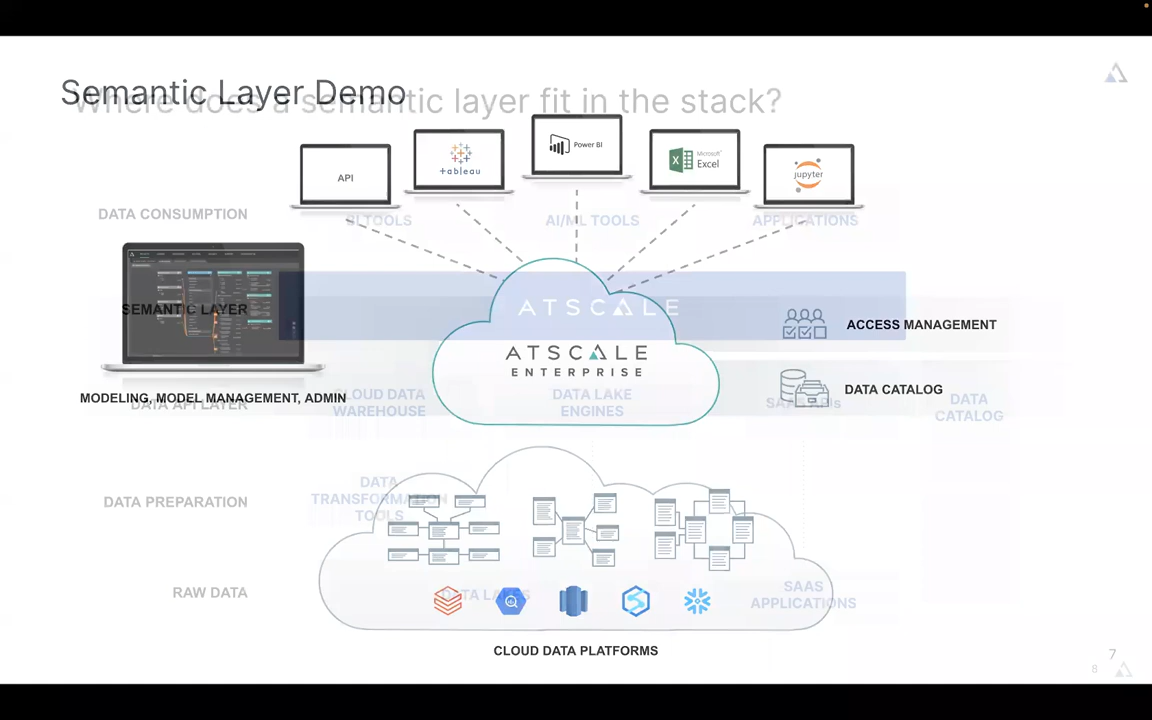 Semantic Layer Demo
Where does a semantic layer fit in the stack?
API
tableau
Power BI
Microsoft
Excel
jupyter
DATA CONSUMPTION
BI TOOLS
AI/ML TOOLS
APPLICATIONS
SEMANTIC LAYER
ATSCALE
ACCESS MANAGEMENT
ATSCALE
ENTERPRISE
DATA CATALOG
MODELING, MODEL MANAGEMENT, ADMIN
DATA API LAYER
CLOUD DATA
WAREHOUSE
DATA LAKE
ENGINES
SAAS APIs
DATA
CATALOG
DATA PREPARATION
DATA
TRANSFORMATION
TOOLS
RAW DATA
DATA LAKES
SAAS
APPLICATIONS
CLOUD DATA PLATFORMS
7
8